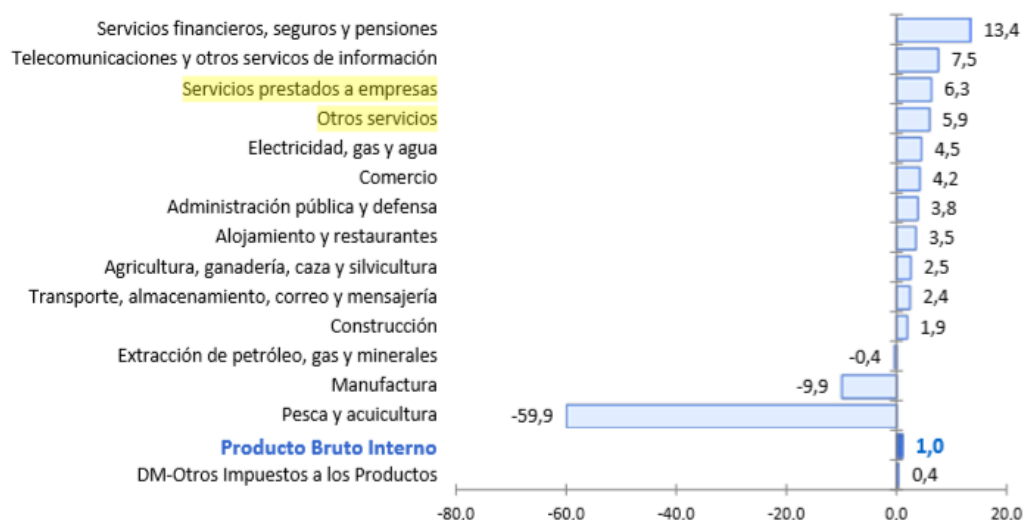 Servicios financieros, seguros y pensiones 13,4
Telecomunicaciones y otros servicos de información 7,5
Servicios prestados a empresas 6,3
Otros servicios 5,9
Electricidad, gas y agua 4,5
Comercio 4,2
Administración pública y defensa 3,8
Alojamiento y restaurantes 3,5
Agricultura, ganadería, caza y silvicultura 2,5
Transporte, almacenamiento, correo y mensajería 2,4
Construcción 1,9
Extracción de petróleo, gas y minerales -0,4
Manufactura -9,9
Pesca y acuicultura -59,9
Producto Bruto Interno 1,0
DM-Otros Impuestos a los Productos 0,4
-80.0 -60.0 -40.0 -20.0 0.0 20.0